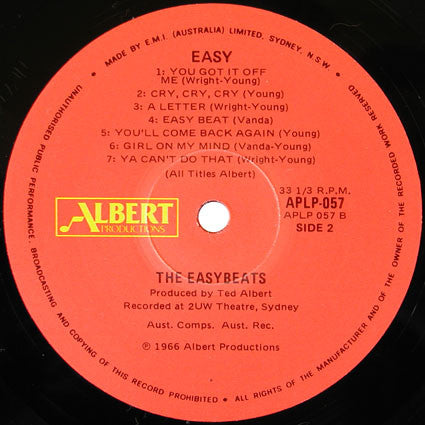 • MADE BY E.M.I. (AUSTRALIA) LIMITED, SYDNEY, N.S.W. •
EASY
1: YOU GOT IT OFF
ME (Wright-Young)
2: CRY, CRY, CRY (Young)
3: A LETTER (Wright-Young)
4: EASY BEAT (Vanda)
5: YOU'LL COME BACK AGAIN (Young)
6: GIRL ON MY MIND (Vanda-Young)
7: YA CAN'T DO THAT (Wright-Young)
(All Titles Albert)
33 1/3 R.P.M.
APLP-057
APLP 057 B
SIDE 2
ALBERT
PRODUCTIONS
THE EASYBEATS
Produced by Ted Albert
Recorded at 2UW Theatre, Sydney
Aust. Comps. Aust. Rec.
℗ 1966 Albert Productions
UNAUTHORISED PUBLIC PERFORMANCE, BROADCASTING AND COPYING OF THIS RECORD PROHIBITED • ALL RIGHTS OF THE MANUFACTURER AND OF THE OWNER OF THE RECORDED WORK RESERVED